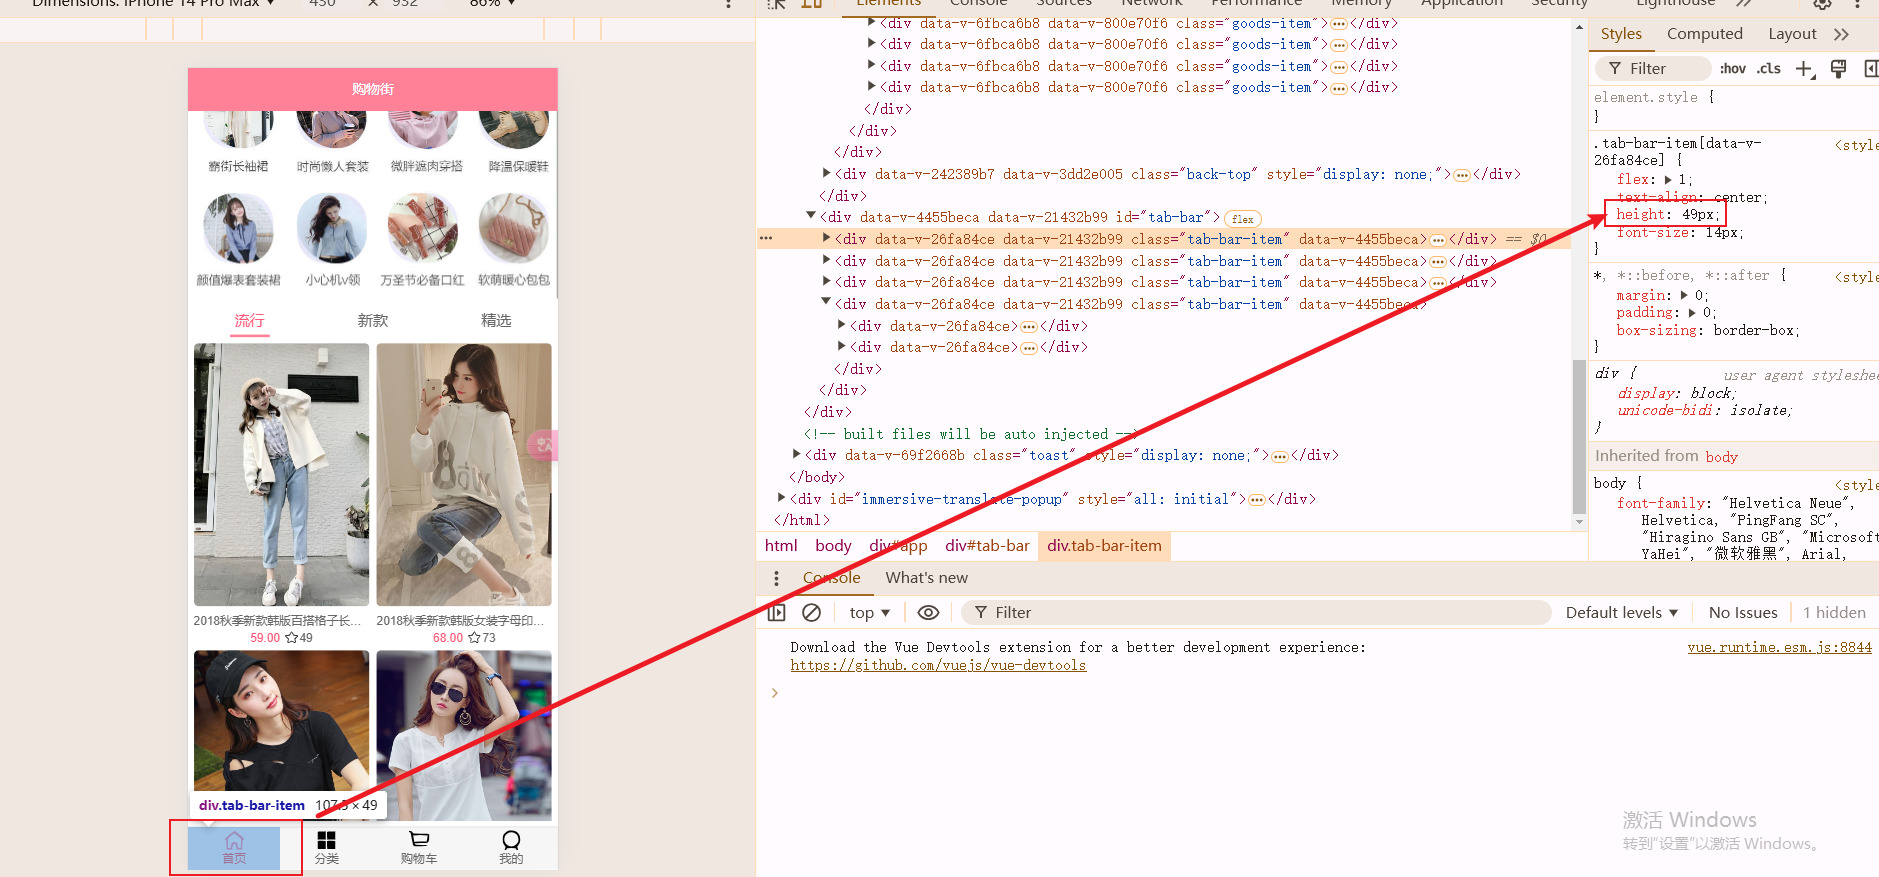 Dimensions: iPhone 14 Pro Max ▼ 430 × 932 86% ▼
Elements Console Sources Network Performance Memory Application Security Lighthouse
购物街
霸街长袖裙 时尚懒人套装 微胖遮肉穿搭 降温保暖鞋
颜值爆表套装裙 小心机v领 万圣节必备口红 软萌暖心包包
流行 新款 精选
2018秋季新款韩版百搭格子长... 2018秋季新款韩版女装字母印...
59.00 49 68.00 73
div.tab-bar-item 107.5 × 49
首页 分类 购物车 我的
<div data-v-6fbca6b8 data-v-800e70f6 class="goods-item"> ... </div>
<div data-v-6fbca6b8 data-v-800e70f6 class="goods-item"> ... </div>
<div data-v-6fbca6b8 data-v-800e70f6 class="goods-item"> ... </div>
<div data-v-6fbca6b8 data-v-800e70f6 class="goods-item"> ... </div>
</div>
</div>
</div>
<div data-v-242389b7 data-v-3dd2e005 class="back-top" style="display: none;"> ... </div>
</div>
<div data-v-4455beca data-v-21432b99 id="tab-bar"> flex
<div data-v-26fa84ce data-v-21432b99 class="tab-bar-item" data-v-4455beca> ... </div> == $0
<div data-v-26fa84ce data-v-21432b99 class="tab-bar-item" data-v-4455beca> ... </div>
<div data-v-26fa84ce data-v-21432b99 class="tab-bar-item" data-v-4455beca> ... </div>
<div data-v-26fa84ce data-v-21432b99 class="tab-bar-item" data-v-4455beca>
<div data-v-26fa84ce> ... </div>
<div data-v-26fa84ce> ... </div>
</div>
</div>
</div>
<!-- built files will be auto injected -->
<div data-v-69f2668b class="toast" style="display: none;"> ... </div>
</body>
<div id="immersive-translate-popup" style="all: initial"> ... </div>
</html>
html body div#app div#tab-bar div.tab-bar-item
Styles Computed Layout
Filter :hov .cls
element.style {
}
.tab-bar-item[data-v- <style
26fa84ce] {
flex: 1;
text-align: center;
height: 49px;
font-size: 14px;
}
*, *::before, *::after { <style
margin: 0;
padding: 0;
box-sizing: border-box;
}
div { user agent styleshee
display: block;
unicode-bidi: isolate;
}
Inherited from body
body { <style
font-family: "Helvetica Neue",
Helvetica, "PingFang SC",
"Hiragino Sans GB", "Microsoft
YaHei", "微软雅黑", Arial,
Console What's new
top ▼ Filter Default levels ▼ No Issues 1 hidden
Download the Vue Devtools extension for a better development experience: vue.runtime.esm.js:8844
https://github.com/vuejs/vue-devtools
激活 Windows
转到"设置"以激活 Windows。